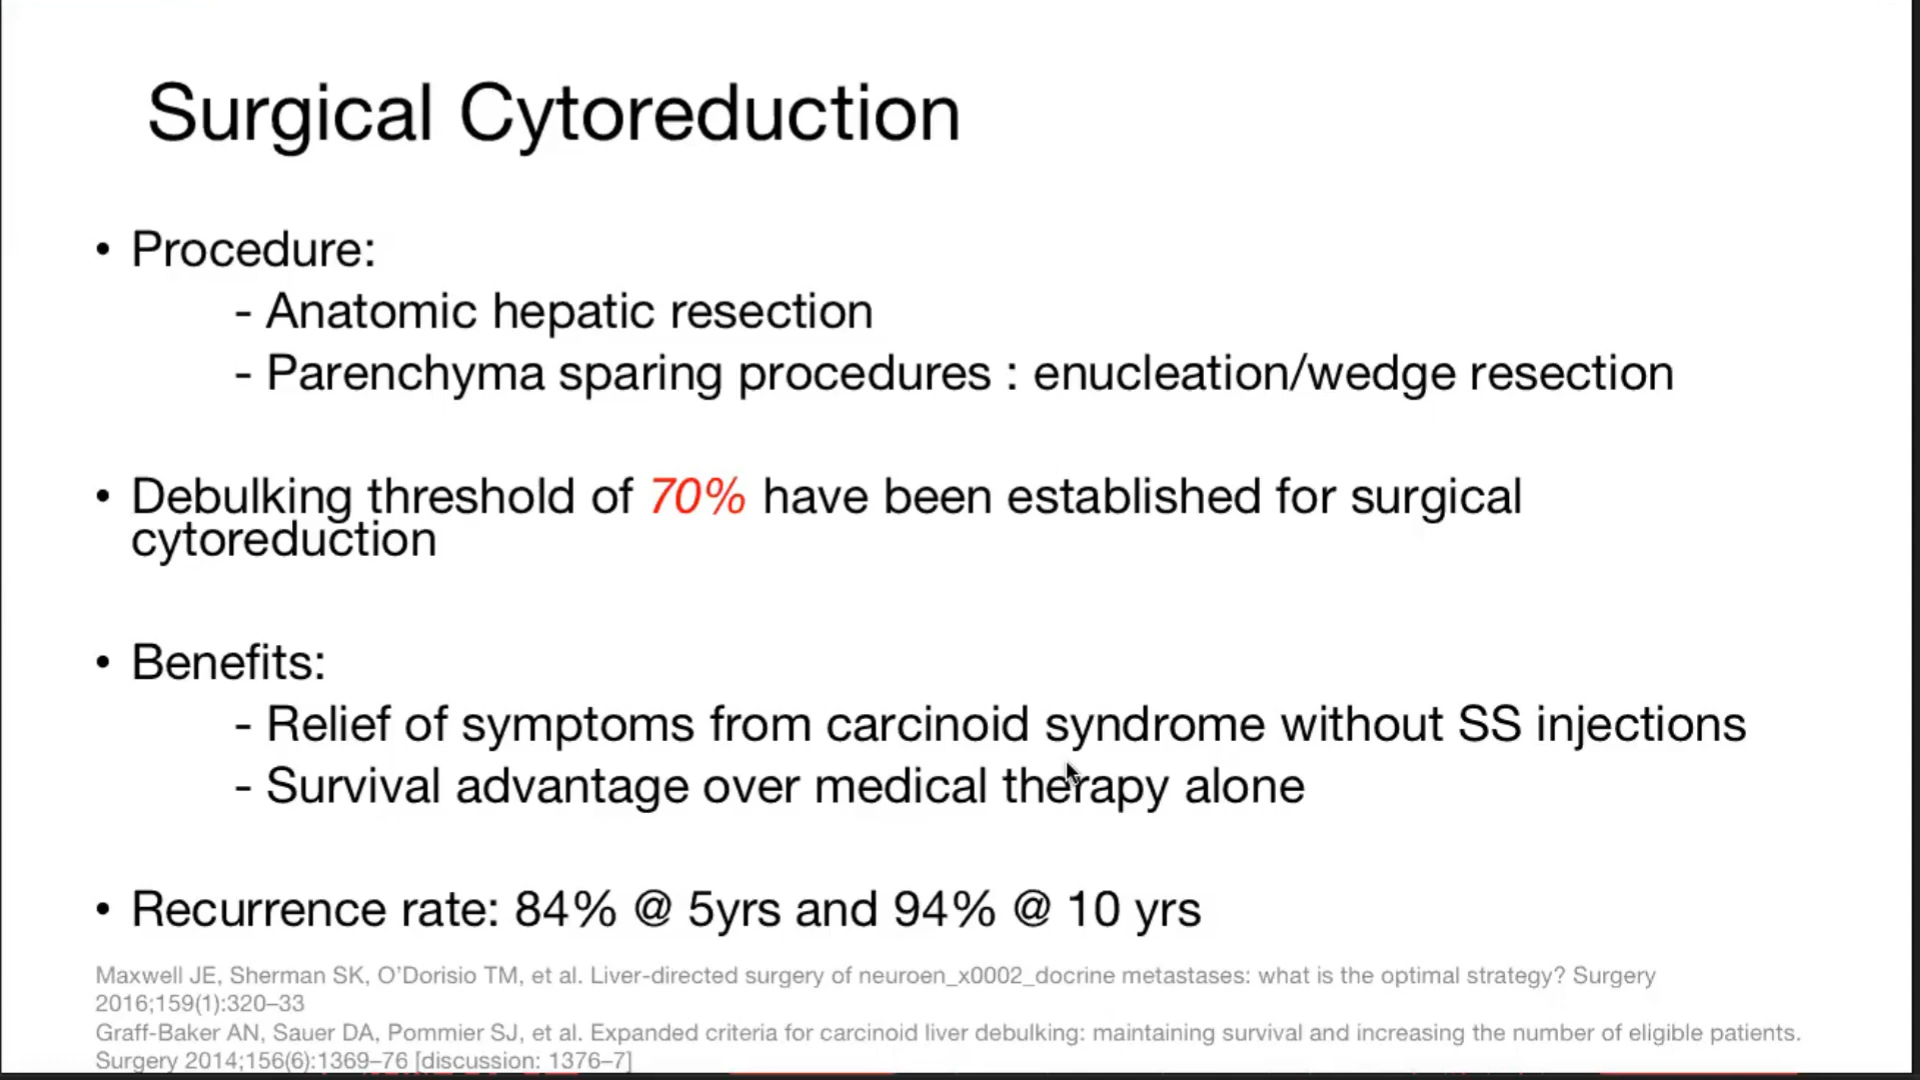 Surgical Cytoreduction
• Procedure:
- Anatomic hepatic resection
- Parenchyma sparing procedures : enucleation/wedge resection
• Debulking threshold of 70% have been established for surgical
cytoreduction
• Benefits:
- Relief of symptoms from carcinoid syndrome without SS injections
- Survival advantage over medical therapy alone
• Recurrence rate: 84% @ 5yrs and 94% @ 10 yrs
Maxwell JE, Sherman SK, O’Dorisio TM, et al. Liver-directed surgery of neuroen_x0002_docrine metastases: what is the optimal strategy? Surgery
2016;159(1):320–33
Graff-Baker AN, Sauer DA, Pommier SJ, et al. Expanded criteria for carcinoid liver debulking: maintaining survival and increasing the number of eligible patients.
Surgery 2014;156(6):1369–76 [discussion: 1376–7]